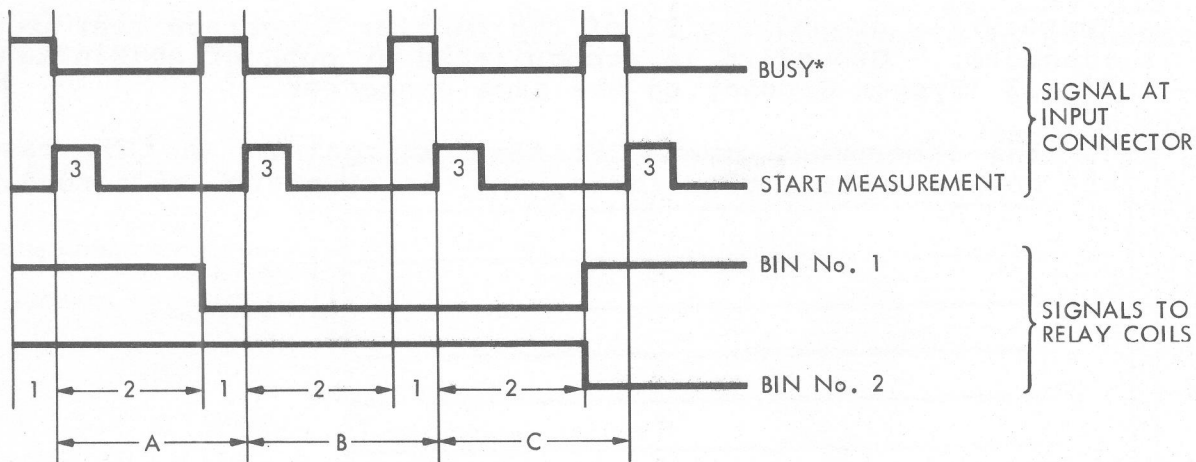 BUSY*
SIGNAL AT
INPUT
CONNECTOR
3 3 3 3
START MEASUREMENT
BIN No. 1
SIGNALS TO
RELAY COILS
1 2 1 2 1 2
BIN No. 2
A B C